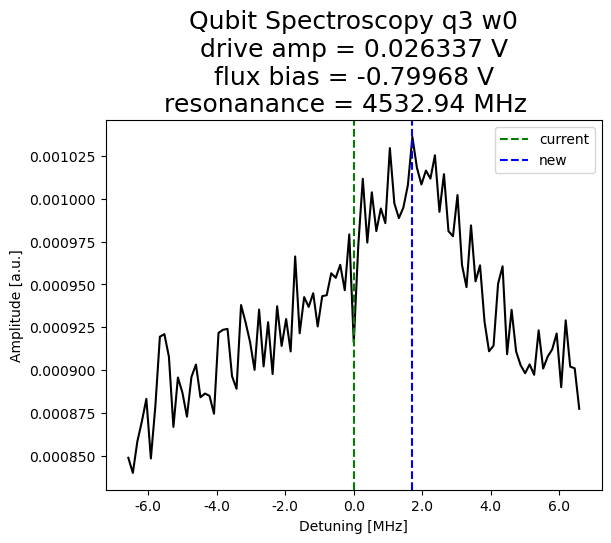 Qubit Spectroscopy q3 w0
drive amp = 0.026337 V
flux bias = -0.79968 V
resonanance = 4532.94 MHz
current
new
0.001025
0.001000
0.000975
0.000950
0.000925
0.000900
0.000875
0.000850
Amplitude [a.u.]
-6.0 -4.0 -2.0 0.0 2.0 4.0 6.0
Detuning [MHz]